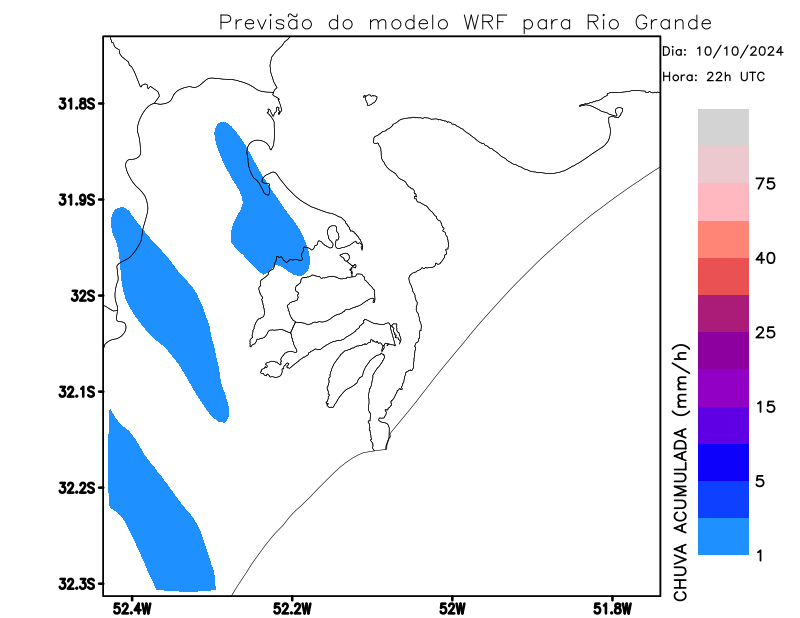 Previsão do modelo WRF para Rio Grande
Dia: 10/10/2024
Hora: 22h UTC
31.8S
31.9S
32S
32.1S
32.2S
32.3S
52.4W
52.2W
52W
51.8W
CHUVA ACUMULADA (mm/h)
75
40
25
15
5
1